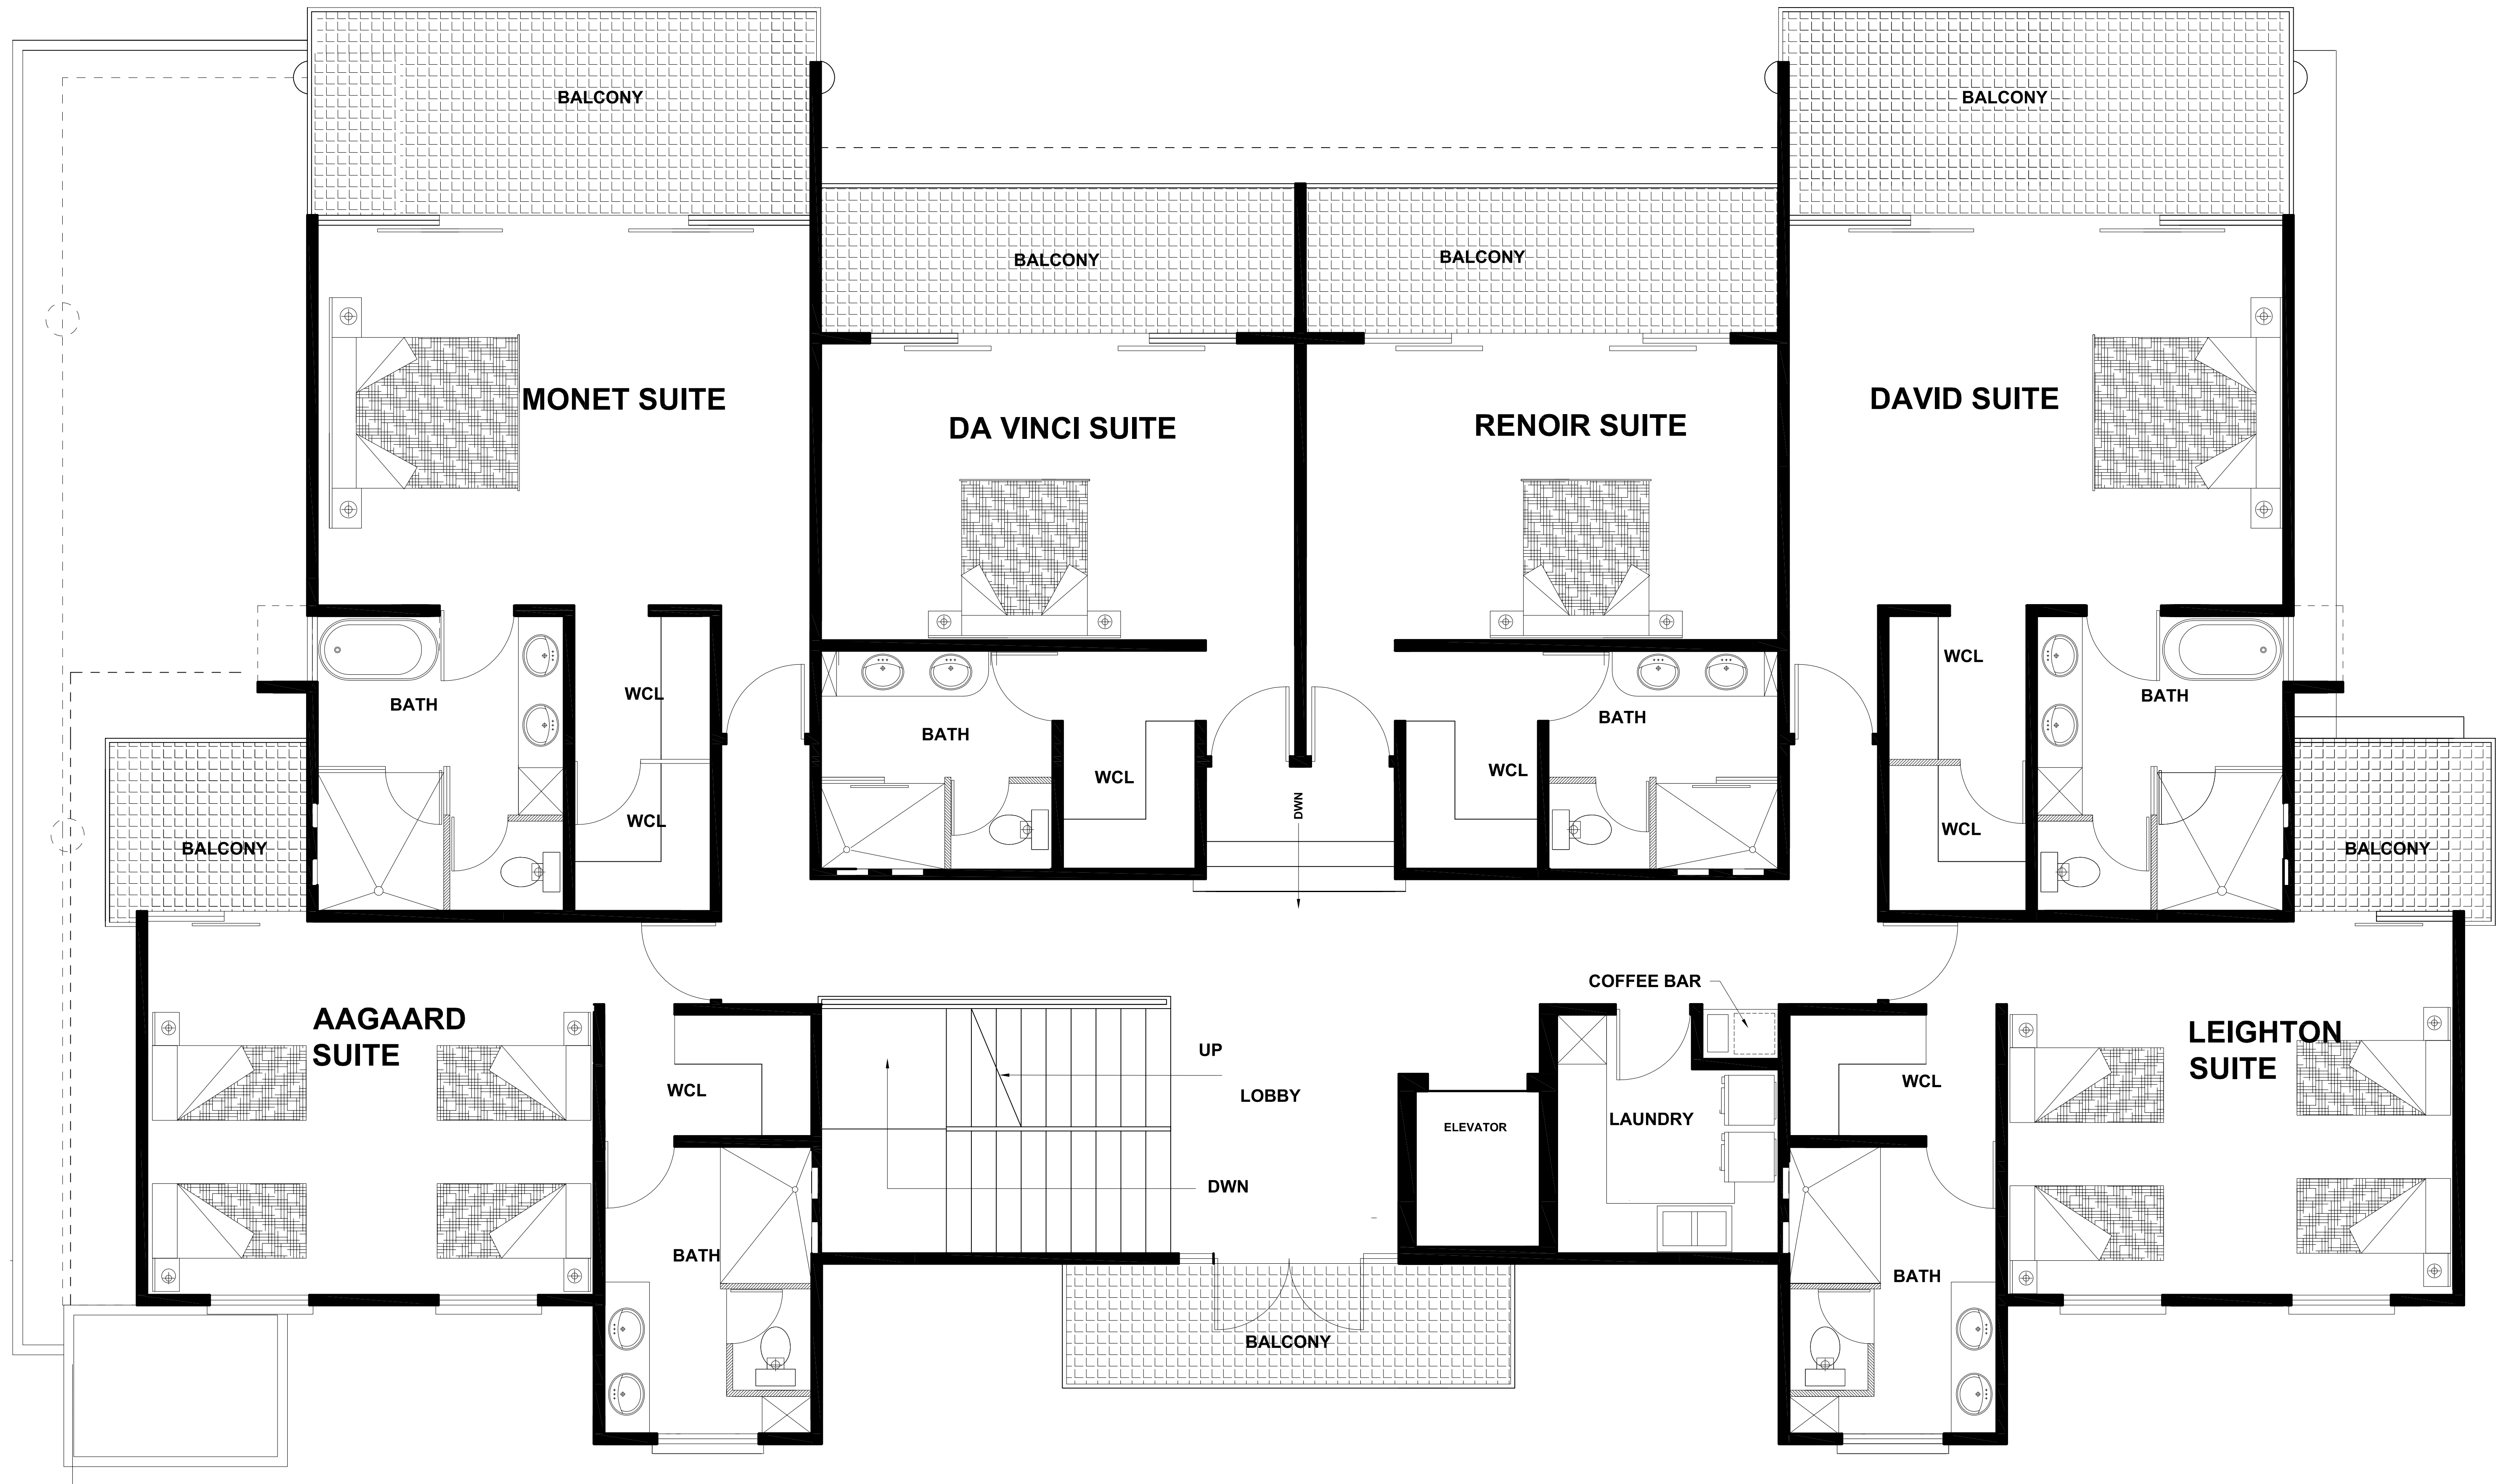 BALCONY
BALCONY
BALCONY
BALCONY
MONET SUITE
DA VINCI SUITE
RENOIR SUITE
DAVID SUITE
WCL
WCL
BATH
BATH
BATH
BATH
WCL
WCL
DWN
WCL
WCL
BALCONY
BALCONY
COFFEE BAR
AAGAARD
SUITE
UP
LEIGHTON
SUITE
WCL
LOBBY
WCL
LAUNDRY
ELEVATOR
DWN
BATH
BATH
BALCONY